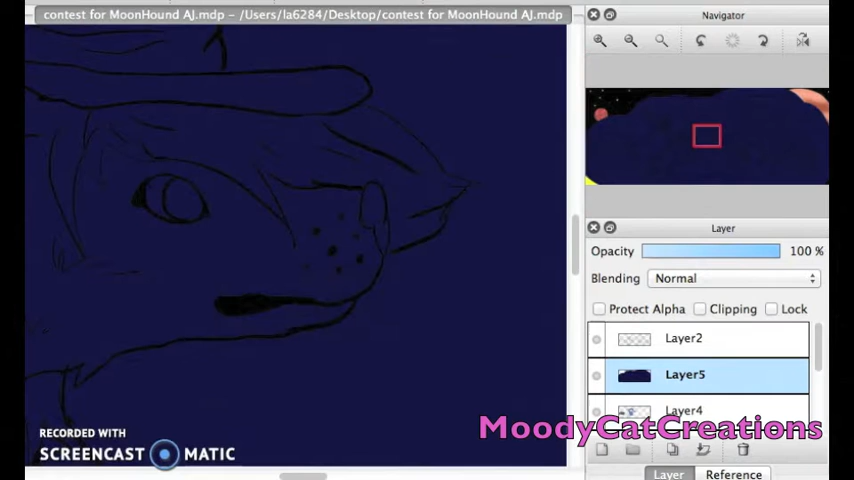 contest for MoonHound AJ.mdp – /Users/la6284/Desktop/contest for MoonHound AJ.mdp
Navigator
Layer
Opacity 100 %
Blending Normal
Protect Alpha Clipping Lock
Layer2
Layer5
Layer4
MoodyCatCreations
RECORDED WITH
SCREENCAST MATIC
Layer Reference